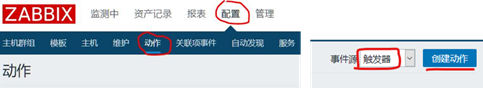 ZABBIX 监测中 资产记录 报表 配置 管理
主机群组 模板 主机 维护 动作 关联项事件 自动发现 服务
动作
事件源 触发器 创建动作